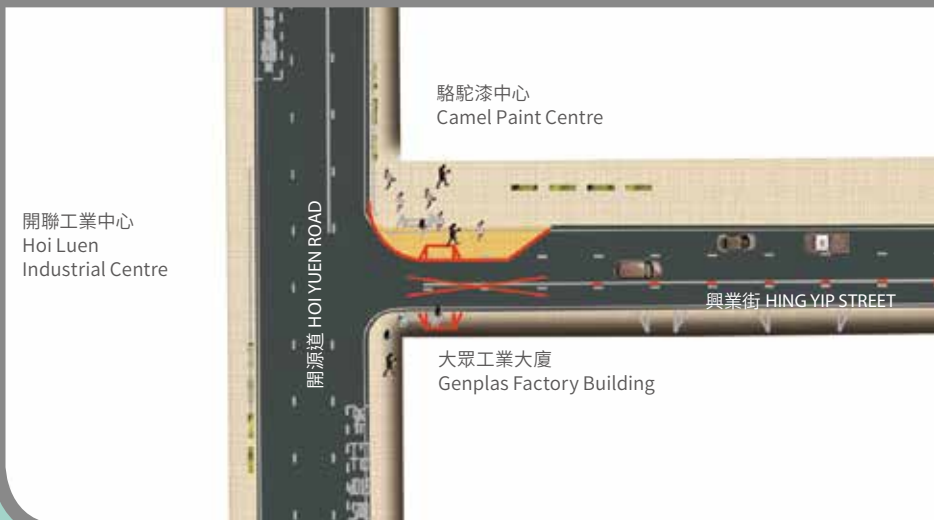 駱駝漆中心
Camel Paint Centre
開聯工業中心
Hoi Luen
Industrial Centre
開源道 HOI YUEN ROAD
興業街 HING YIP STREET
大眾工業大廈
Genplas Factory Building